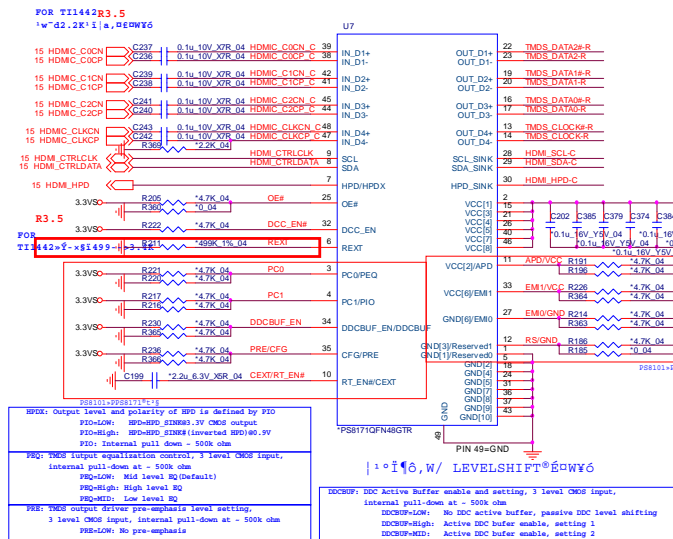 FOR TI1442 R3.5
U7
15 HDMIC_C0CN C237 0.1u_10V_X7R_04 HDMIC_C0CN_C 39 IN_D1+ OUT_D1+ 22 TMDS_DATA2#-R
15 HDMIC_C0CP C236 0.1u_10V_X7R_04 HDMIC_C0CP_C 38 IN_D1- OUT_D1- 23 TMDS_DATA2-R
15 HDMIC_C1CN C239 0.1u_10V_X7R_04 HDMIC_C1CN_C 42 IN_D2+ OUT_D2+ 19 TMDS_DATA1#-R
15 HDMIC_C1CP C238 0.1u_10V_X7R_04 HDMIC_C1CP_C 41 IN_D2- OUT_D2- 20 TMDS_DATA1-R
15 HDMIC_C2CN C241 0.1u_10V_X7R_04 HDMIC_C2CN_C 45 IN_D3+ OUT_D3+ 16 TMDS_DATA0#-R
15 HDMIC_C2CP C240 0.1u_10V_X7R_04 HDMIC_C2CP_C 44 IN_D3- OUT_D3- 17 TMDS_DATA0-R
15 HDMIC_CLKCN C243 0.1u_10V_X7R_04 HDMIC_CLKCN_C 48 IN_D4+ OUT_D4+ 13 TMDS_CLOCK#-R
15 HDMIC_CLKCP C242 0.1u_10V_X7R_04 HDMIC_CLKCP_C 47 IN_D4- OUT_D4- 14 TMDS_CLOCK-R
R369 *2.2K_04
15 HDMI_CTRLCLK HDMI_CTRLCLK 9 SCL SCL_SINK 28 HDMI_SCL-C
15 HDMI_CTRLDATA HDMI_CTRLDATA 8 SDA SDA_SINK 29 HDMI_SDA-C
15 HDMI_HPD 7 HPD/HPDX HPD_SINK 30 HDMI_HPD-C
3.3VS R205 *4.7K_04 OE# 25 OE# VCC[1] 2
R360 *0_04 VCC[3] 15
VCC[4] 21
3.3VS R222 *4.7K_04 DCC_EN# 32 DCC_EN VCC[5] 26
VCC[7] 40
VCC[8] 46
C202 C385 C379 C374 C384
*0.1u_16V_Y5V_04 *0.1u_16V_Y5V_04
R3.5
FOR
R211 *499K_1%_04 REXT 6 REXT
VCC[2]/APD 11 APD/VCC R191 *4.7K_04
R196 *4.7K_04
3.3VS R221 *4.7K_04 PC0 3 PC0/PEQ
R220 *4.7K_04
VCC[6]/EMI1 33 EMI1/VCC R226 *4.7K_04
R364 *4.7K_04
3.3VS R217 *4.7K_04 PC1 4 PC1/PIO
R216 *4.7K_04
GND[6]/EMI0 27 EMI0/GND R214 *4.7K_04
R363 *4.7K_04
3.3VS R230 *4.7K_04 DDCBUF_EN 34 DDCBUF_EN/DDCBUF
R365 *4.7K_04
GND[3]/Reserved1 12 RS/GND R186 *4.7K_04
GND[1]/Reserved0 1 R185 *0_04
3.3VS R236 *4.7K_04 PRE/CFG 35 CFG/PRE
R366 *4.7K_04
GND[2] 5
GND[4] 18
GND[5] 24
GND[7] 31
GND[8] 36
GND[9] 37
GND[10] 43
C199 *2.2u_6.3V_X5R_04 CEXT/RT_EN# 10 RT_EN#/CEXT
GND
49
*PS8171QFN48GTR
PIN 49=GND
HPDX: Output level and polarity of HPD is defined by PIO
PIO=LOW: HPD=HPD_SINK@3.3V CMOS output
PIO=High: HPD=HPD_SINK#(inverted HPD)@0.9V
PIO: Internal pull down - 500k ohm
PEQ: TMDS iutput equalization control, 3 level CMOS input,
internal pull-down at - 500k ohm
PEQ=LOW: Mid level EQ(Default)
PEQ=High: High level EQ
PEQ=MID: Low level EQ
PRE: TMDS output driver pre-emphasis level setting,
3 level CMOS input, internal pull-down at - 500k ohm
PRE=LOW: No pre-emphasis
DDCBUF: DDC Active Buffer enable and setting, 3 level CMOS input,
internal pull-down at - 500k ohm
DDCBUF=LOW: No DDC active buffer, passive DDC level shifting
DDCBUF=High: Active DDC bufer enable, setting 1
DDCBUF=MID: Active DDC bufer enable, setting 2